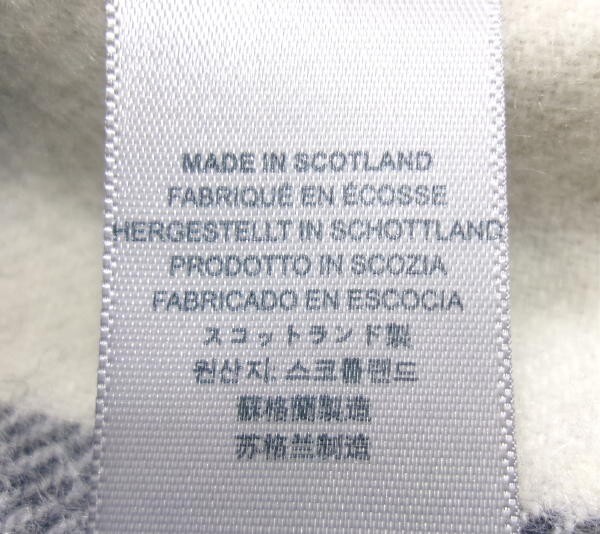 MADE IN SCOTLAND
FABRIQUÉ EN ÉCOSSE
HERGESTELLT IN SCHOTTLAND
PRODOTTO IN SCOZIA
FABRICADO EN ESCOCIA
スコットランド製
원산지: 스코틀랜드
蘇格蘭製造
苏格兰制造